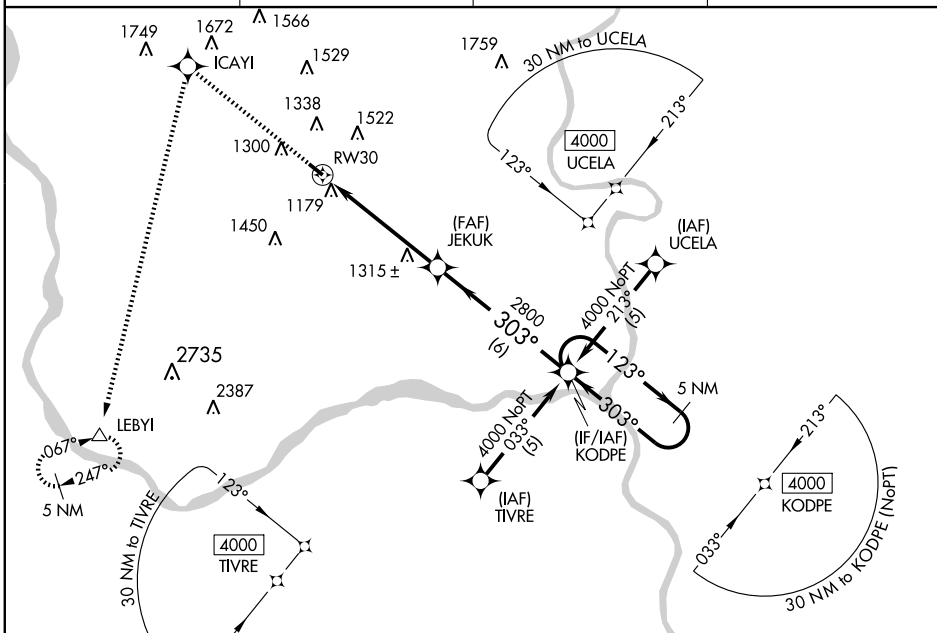 1749
1672
1566
ICAYI
1529
1759
30 NM to UCELA
1338
1522
213°
4000
UCELA
123°
1300
RW30
1179
1450
(FAF)
JEKUK
1315 ±
(IAF)
UCELA
4000 NoPT
213°
(5)
2800
303°
(6)
123°
303°
5 NM
2735
2387
4000 NoPT
033°
(5)
(IF/IAF)
KODPE
(IAF)
TIVRE
LEBYI
067°
247°
5 NM
30 NM to TIVRE
123°
4000
TIVRE
213°
4000
KODPE
033°
30 NM to KODPE (NoPT)